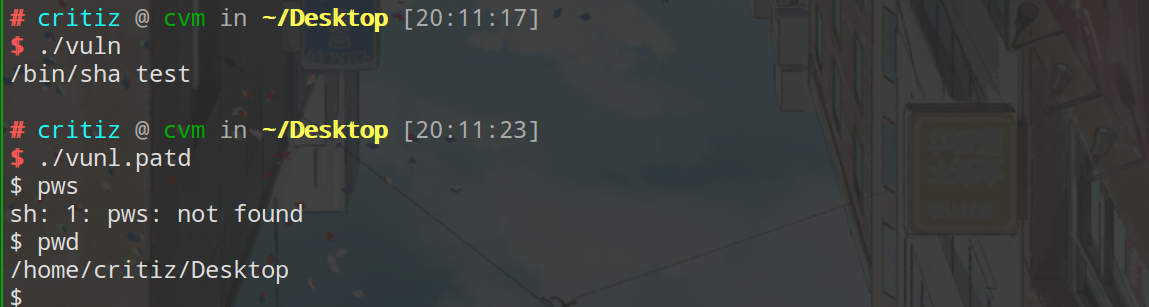 # critiz @ cvm in ~/Desktop [20:11:17]
$ ./vuln
/bin/sha test
# critiz @ cvm in ~/Desktop [20:11:23]
$ ./vunl.patd
$ pws
sh: 1: pws: not found
$ pwd
/home/critiz/Desktop
$